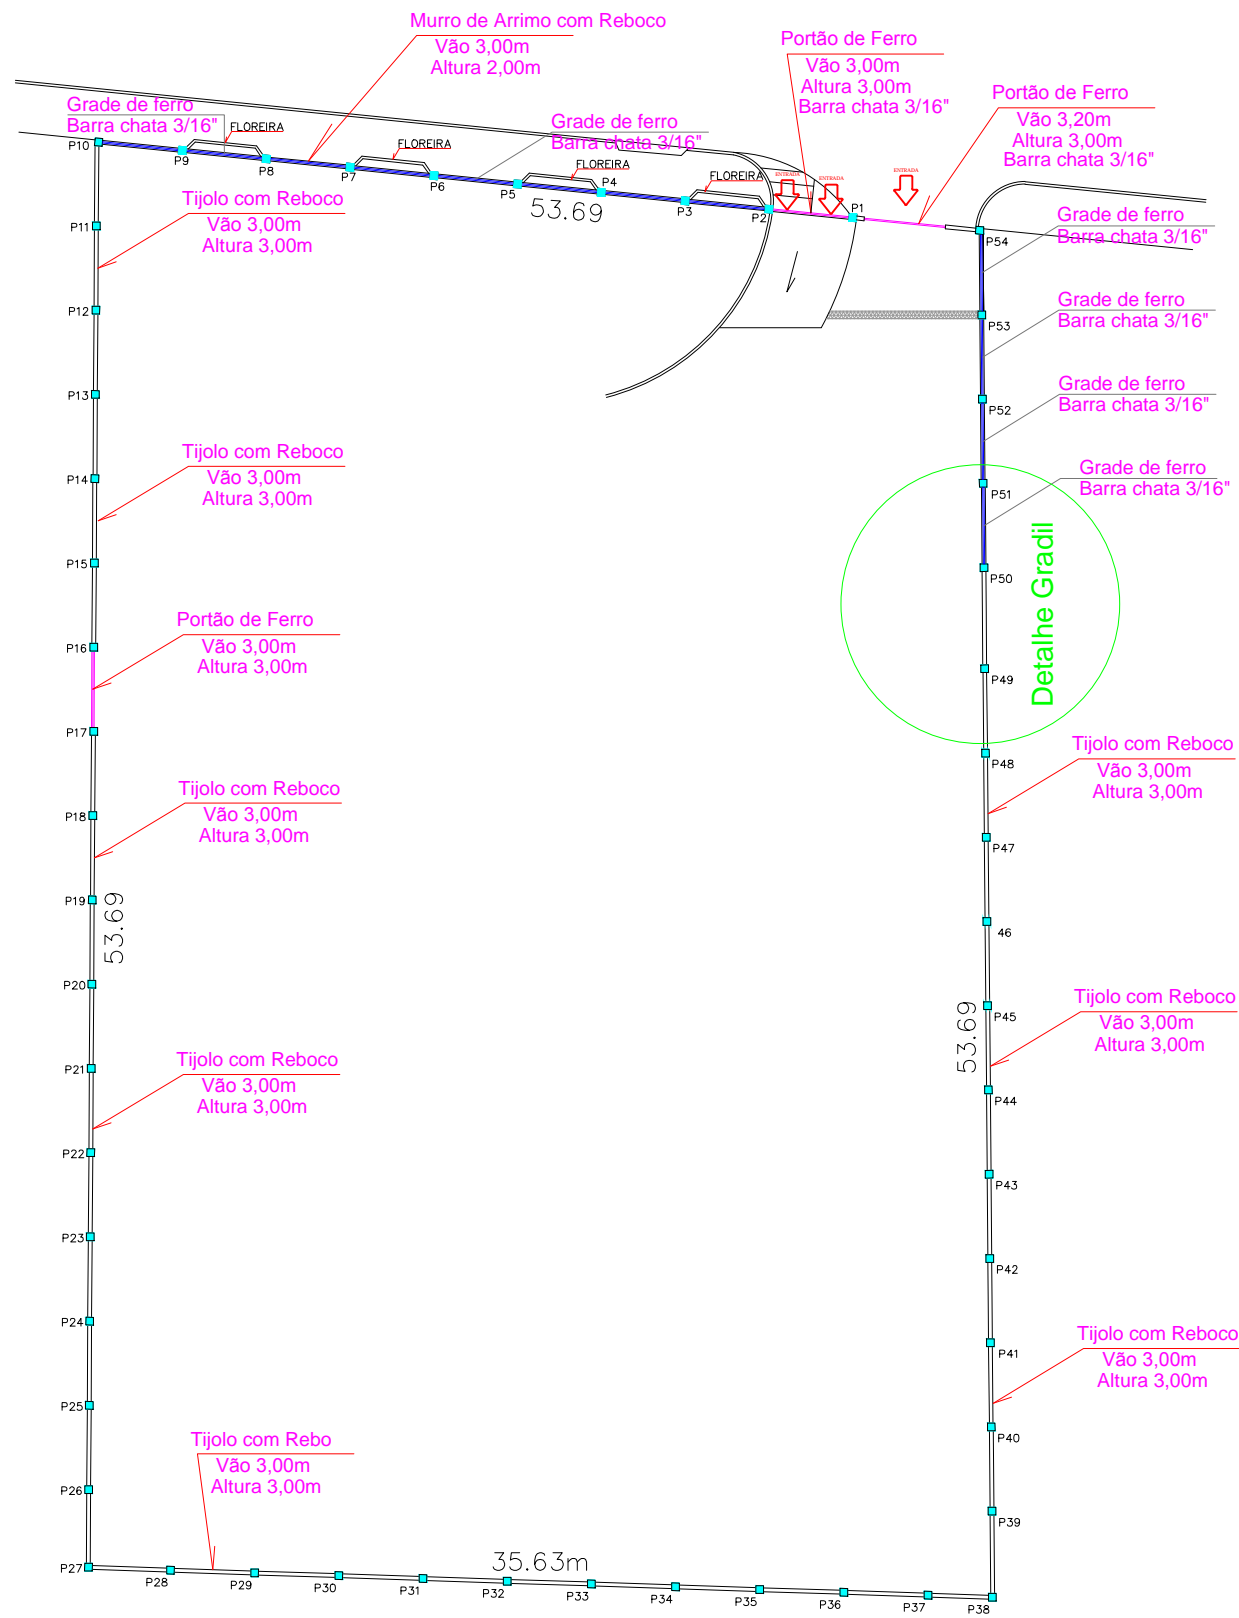 Murro de Arrimo com Reboco
Vão 3,00m
Altura 2,00m
Portão de Ferro
Vão 3,00m
Altura 3,00m
Barra chata 3/16"
Portão de Ferro
Vão 3,20m
Altura 3,00m
Barra chata 3/16"
Grade de ferro
Barra chata 3/16"
Grade de ferro
Barra chata 3/16"
FLOREIRA
FLOREIRA
FLOREIRA
FLOREIRA
ENTRADA
ENTRADA
ENTRADA
P10
P9
P8
P7
P6
P5
P4
P3
P2
P1
53.69
Tijolo com Reboco
Vão 3,00m
Altura 3,00m
P11
P12
P13
Tijolo com Reboco
Vão 3,00m
Altura 3,00m
P14
P15
Portão de Ferro
Vão 3,00m
Altura 3,00m
P16
P17
Tijolo com Reboco
Vão 3,00m
Altura 3,00m
P18
P19
53.69
P20
Tijolo com Reboco
Vão 3,00m
Altura 3,00m
P21
P22
P23
P24
P25
Tijolo com Rebo
Vão 3,00m
Altura 3,00m
P26
P27
35.63m
P28
P29
P30
P31
P32
P33
P34
P35
P36
P37
P38
Grade de ferro
Barra chata 3/16"
P54
Grade de ferro
Barra chata 3/16"
P53
Grade de ferro
Barra chata 3/16"
P52
Grade de ferro
Barra chata 3/16"
P51
Detalhe Gradil
P50
P49
Tijolo com Reboco
Vão 3,00m
Altura 3,00m
P48
P47
46
Tijolo com Reboco
Vão 3,00m
Altura 3,00m
P45
53.69
P44
P43
P42
Tijolo com Reboco
Vão 3,00m
Altura 3,00m
P41
P40
P39